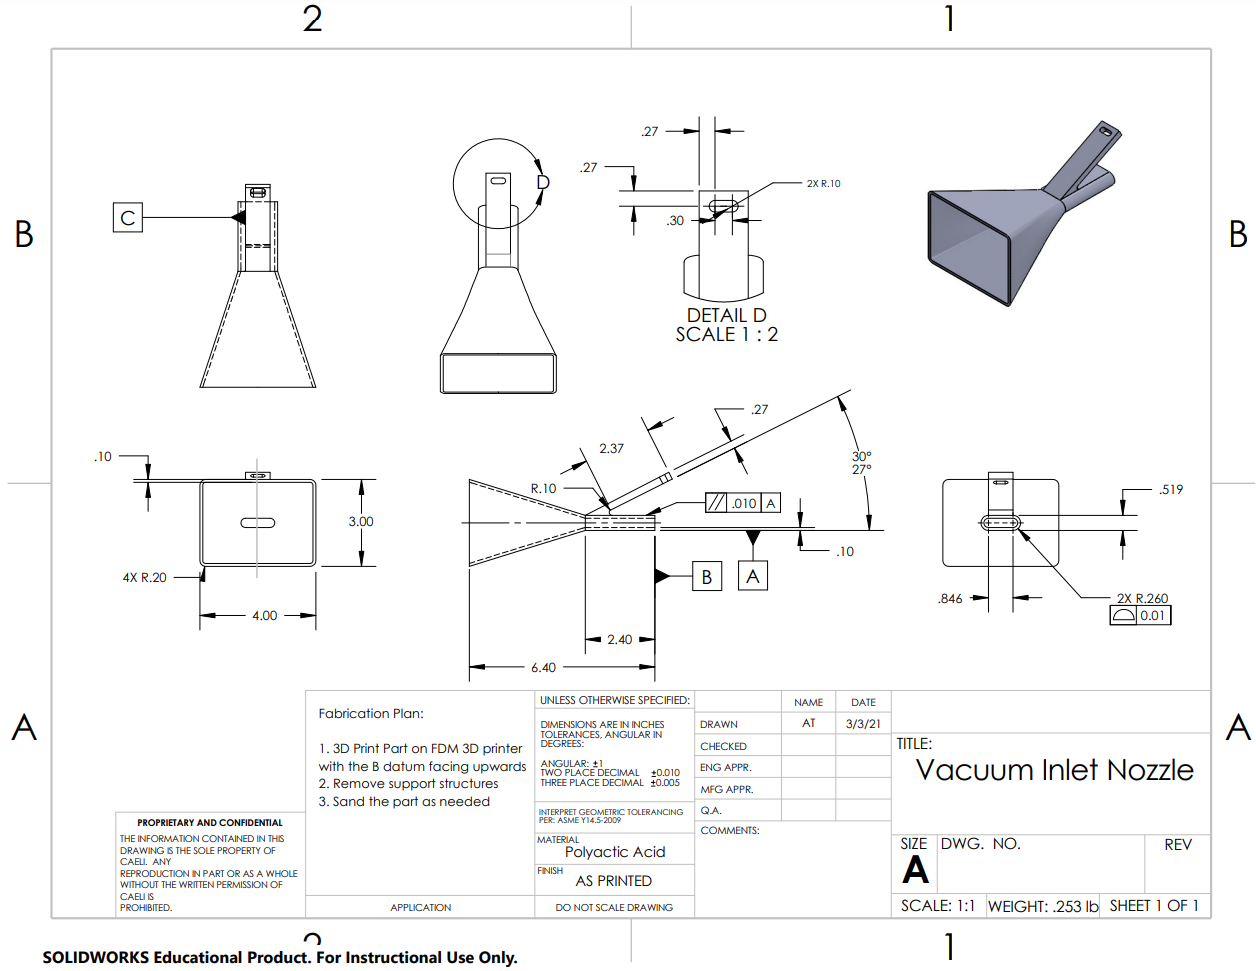 2
1
B
B
A
A
C
D
.27
.27
2X R.10
.30
DETAIL D
SCALE 1 : 2
.10
3.00
4X R.20
4.00
2.37
.27
R.10
30°
27°
// .010 A
.10
B
A
2.40
6.40
.519
.846
2X R.260
0.01
Fabrication Plan:
1. 3D Print Part on FDM 3D printer
with the B datum facing upwards
2. Remove support structures
3. Sand the part as needed
PROPRIETARY AND CONFIDENTIAL
THE INFORMATION CONTAINED IN THIS
DRAWING IS THE SOLE PROPERTY OF
CAELI. ANY
REPRODUCTION IN PART OR AS A WHOLE
WITHOUT THE WRITTEN PERMISSION OF
CAELI IS
PROHIBITED.
APPLICATION
UNLESS OTHERWISE SPECIFIED:
DIMENSIONS ARE IN INCHES
TOLERANCES, ANGULAR IN
DEGREES:
ANGULAR: ±1
TWO PLACE DECIMAL ±0.010
THREE PLACE DECIMAL ±0.005
INTERPRET GEOMETRIC TOLERANCING
PER: ASME Y14.5-2009
MATERIAL
Polyactic Acid
FINISH
AS PRINTED
DO NOT SCALE DRAWING
NAME DATE
DRAWN AT 3/3/21
CHECKED
ENG APPR.
MFG APPR.
Q.A.
COMMENTS:
TITLE:
Vacuum Inlet Nozzle
SIZE DWG. NO. REV
A
SCALE: 1:1 WEIGHT: .253 lb SHEET 1 OF 1
2
1
SOLIDWORKS Educational Product. For Instructional Use Only.